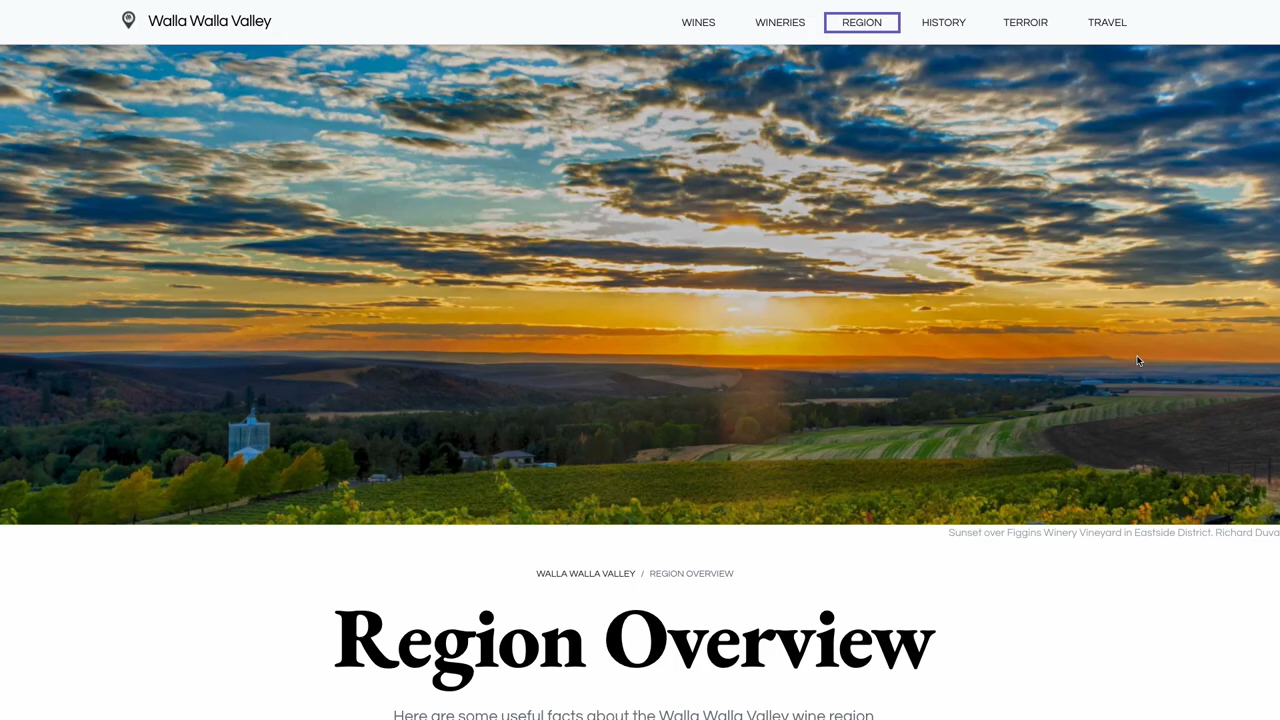 Walla Walla Valley
WINES WINERIES REGION HISTORY TERROIR TRAVEL
Sunset over Figgins Winery Vineyard in Eastside District. Richard Duva
WALLA WALLA VALLEY / REGION OVERVIEW
Region Overview
Here are some useful facts about the Walla Walla Valley wine region